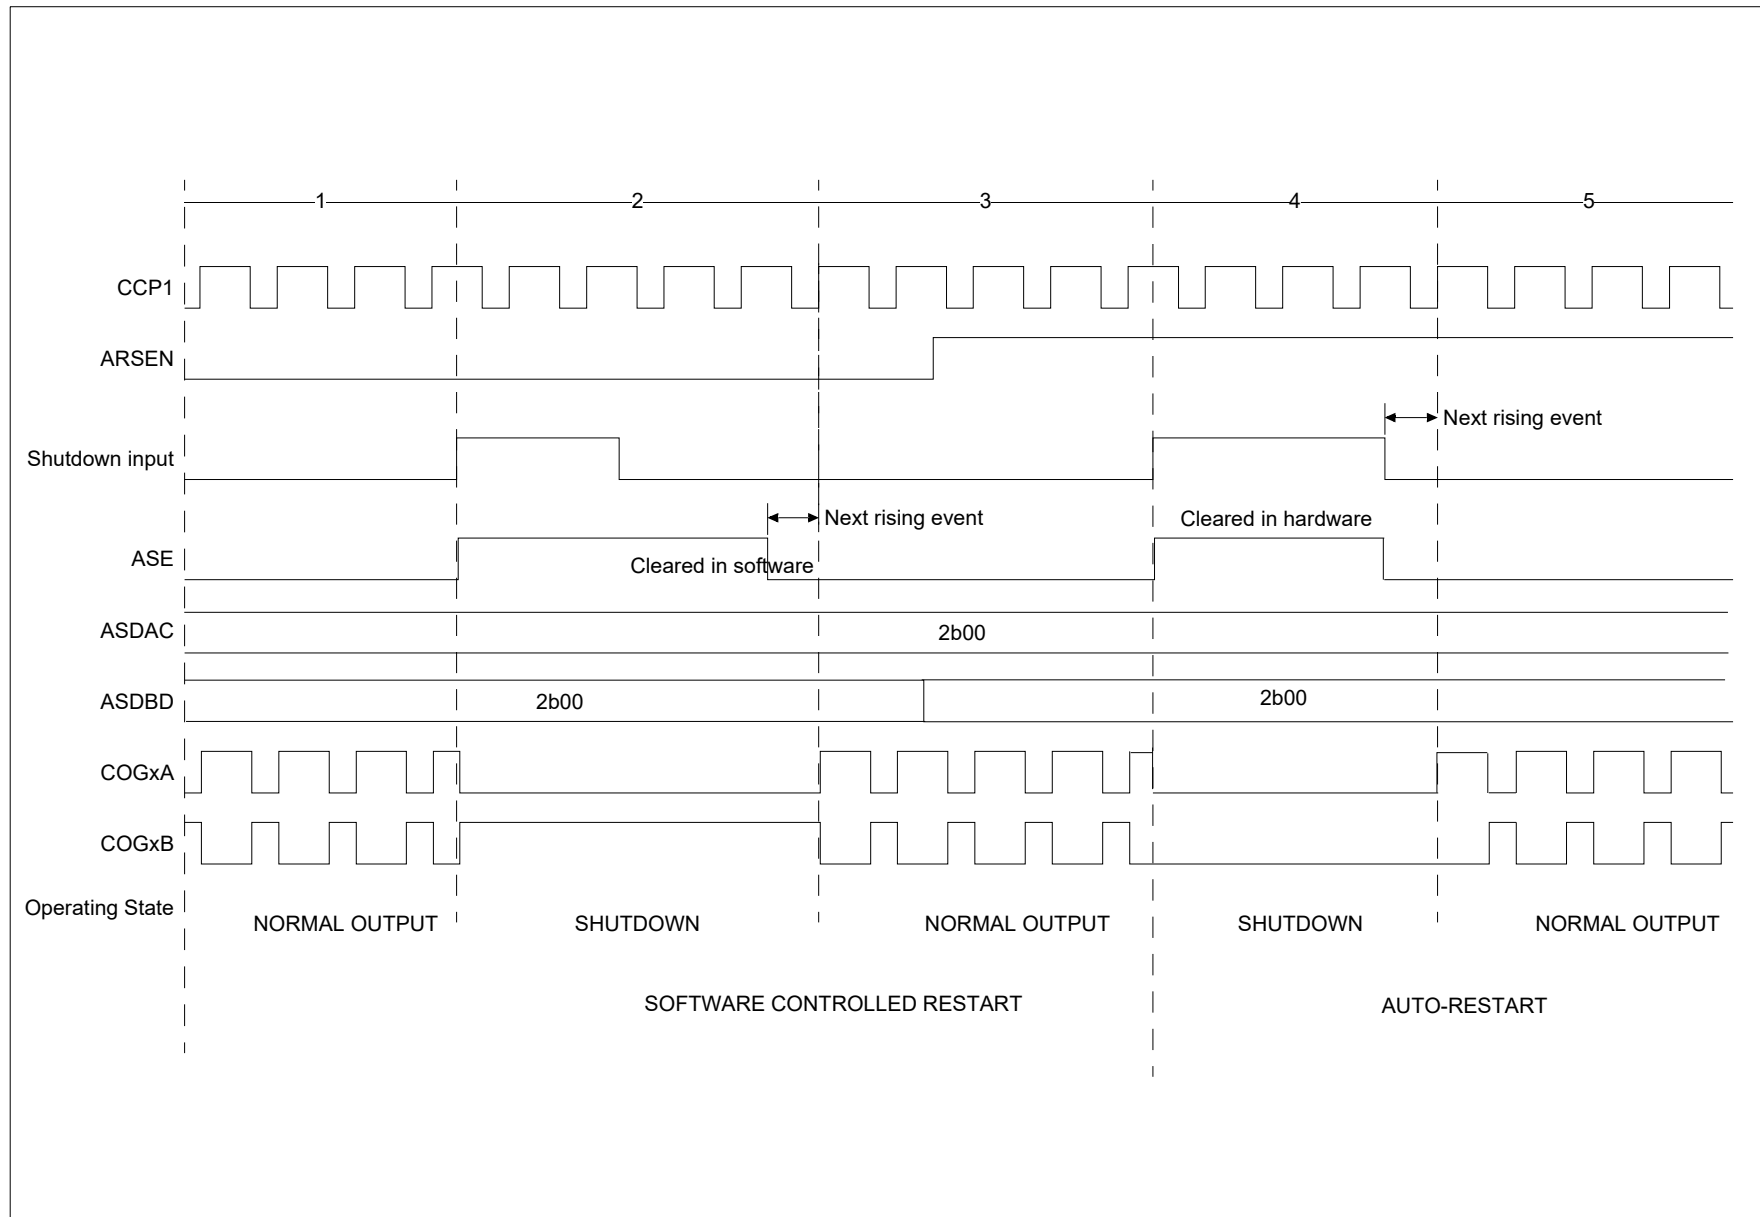 1 2 3 4 5
CCP1
ARSEN
Next rising event
Shutdown input
Next rising event
Cleared in hardware
ASE
Cleared in software
ASDAC
2b00
ASDBD
2b00
2b00
COGxA
COGxB
Operating State
NORMAL OUTPUT
SHUTDOWN
NORMAL OUTPUT
SHUTDOWN
NORMAL OUTPUT
SOFTWARE CONTROLLED RESTART
AUTO-RESTART